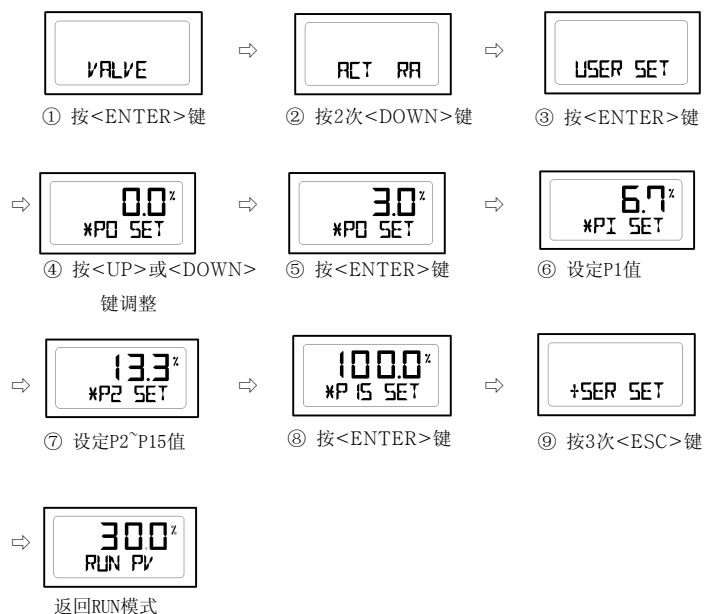 VALVE
⇨
ACT RA
⇨
USER SET
① 按<ENTER>键
② 按2次<DOWN>键
③ 按<ENTER>键
⇨
0.0%
*P0 SET
⇨
3.0%
*P0 SET
⇨
6.7%
*P1 SET
④ 按<UP>或<DOWN>
键调整
⑤ 按<ENTER>键
⑥ 设定P1值
⇨
13.3%
*P2 SET
⇨
100.0%
*P15 SET
⇨
÷SER SET
⑦ 设定P2~P15值
⑧ 按<ENTER>键
⑨ 按3次<ESC>键
⇨
30.0%
RUN PV
返回RUN模式